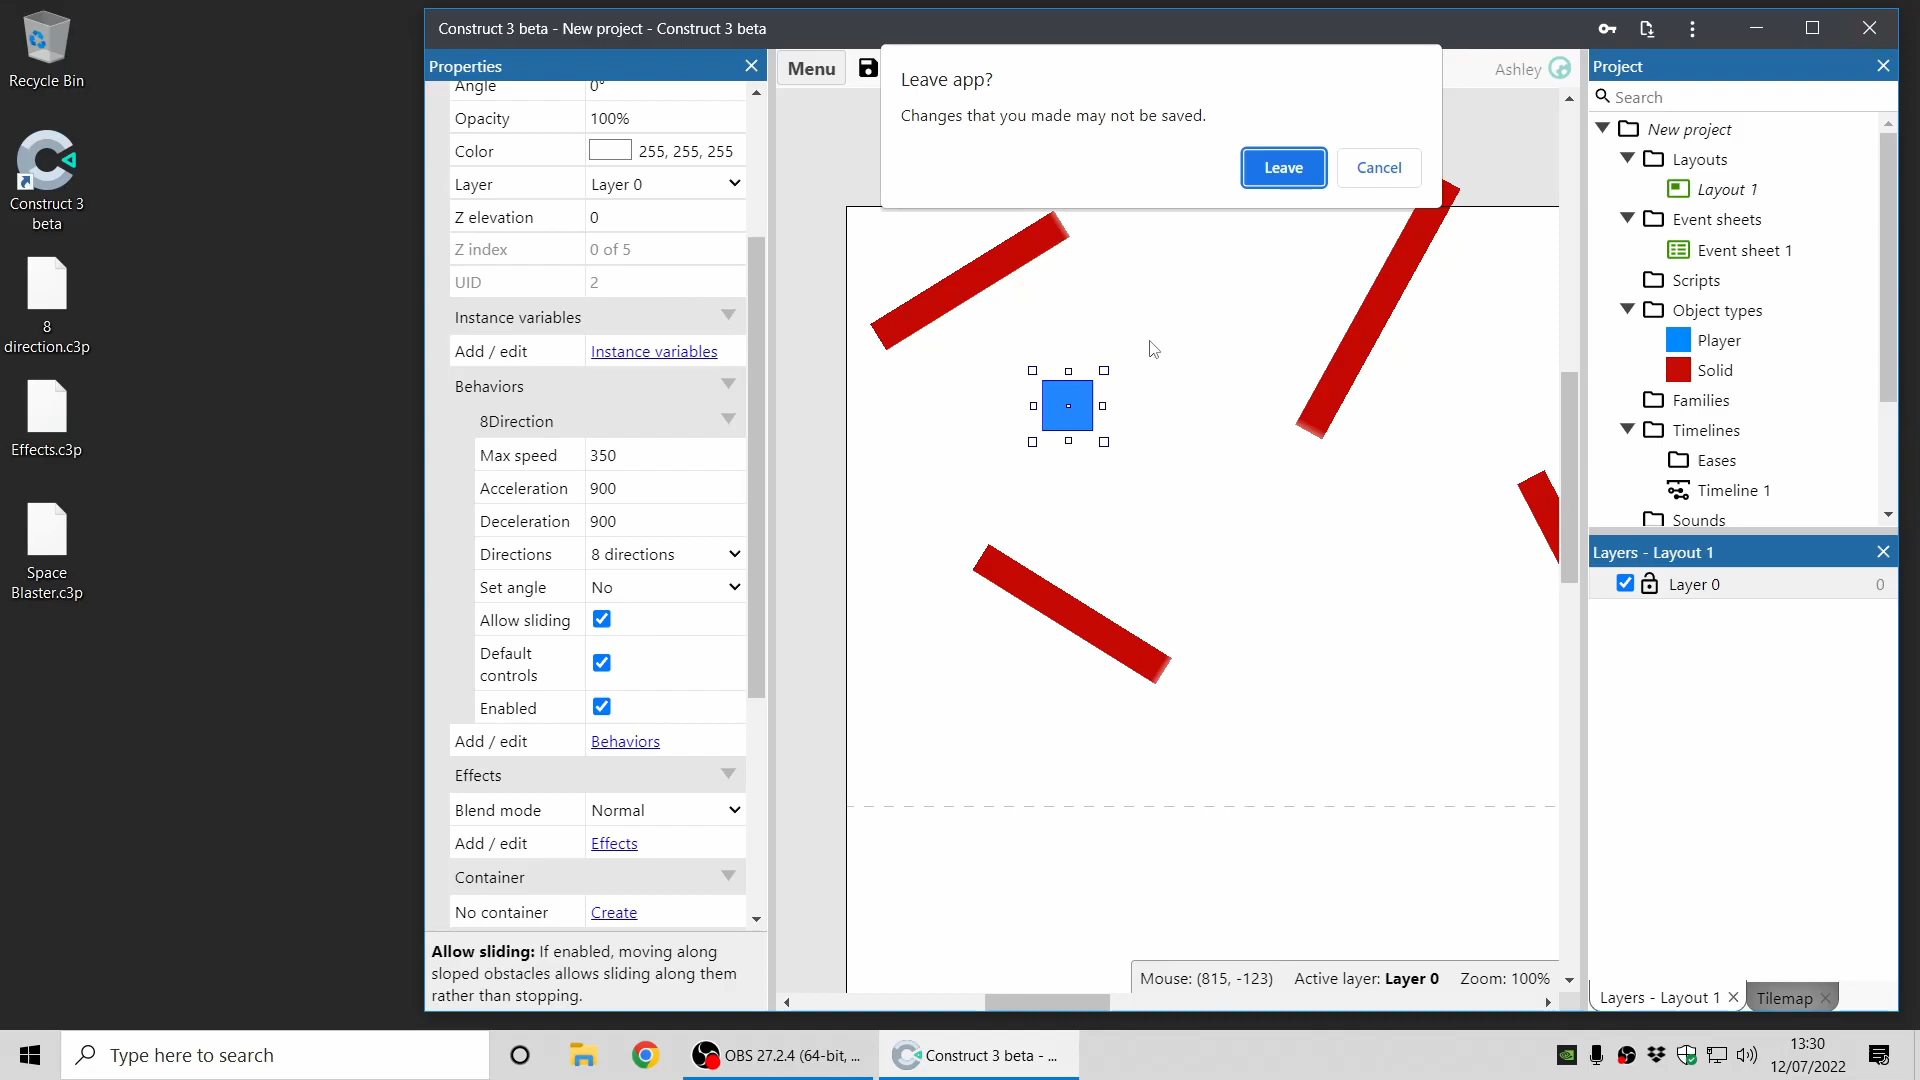 Recycle Bin
Construct 3
beta
8
direction.c3p
Effects.c3p
Space
Blaster.c3p
Construct 3 beta - New project - Construct 3 beta
Properties
Angle 0°
Opacity 100%
Color 255, 255, 255
Layer Layer 0
Z elevation 0
Z index 0 of 5
UID 2
Instance variables
Add / edit Instance variables
Behaviors
8Direction
Max speed 350
Acceleration 900
Deceleration 900
Directions 8 directions
Set angle No
Allow sliding
Default
controls
Enabled
Add / edit Behaviors
Effects
Blend mode Normal
Add / edit Effects
Container
No container Create
Allow sliding: If enabled, moving along
sloped obstacles allows sliding along them
rather than stopping.
Menu
Ashley
Leave app?
Changes that you made may not be saved.
Leave Cancel
Mouse: (815, -123) Active layer: Layer 0 Zoom: 100%
Project
Search
New project
Layouts
Layout 1
Event sheets
Event sheet 1
Scripts
Object types
Player
Solid
Families
Timelines
Eases
Timeline 1
Sounds
Layers - Layout 1
Layer 0 0
Layers - Layout 1 Tilemap
Type here to search
OBS 27.2.4 (64-bit, ...
Construct 3 beta - ...
13:30
12/07/2022